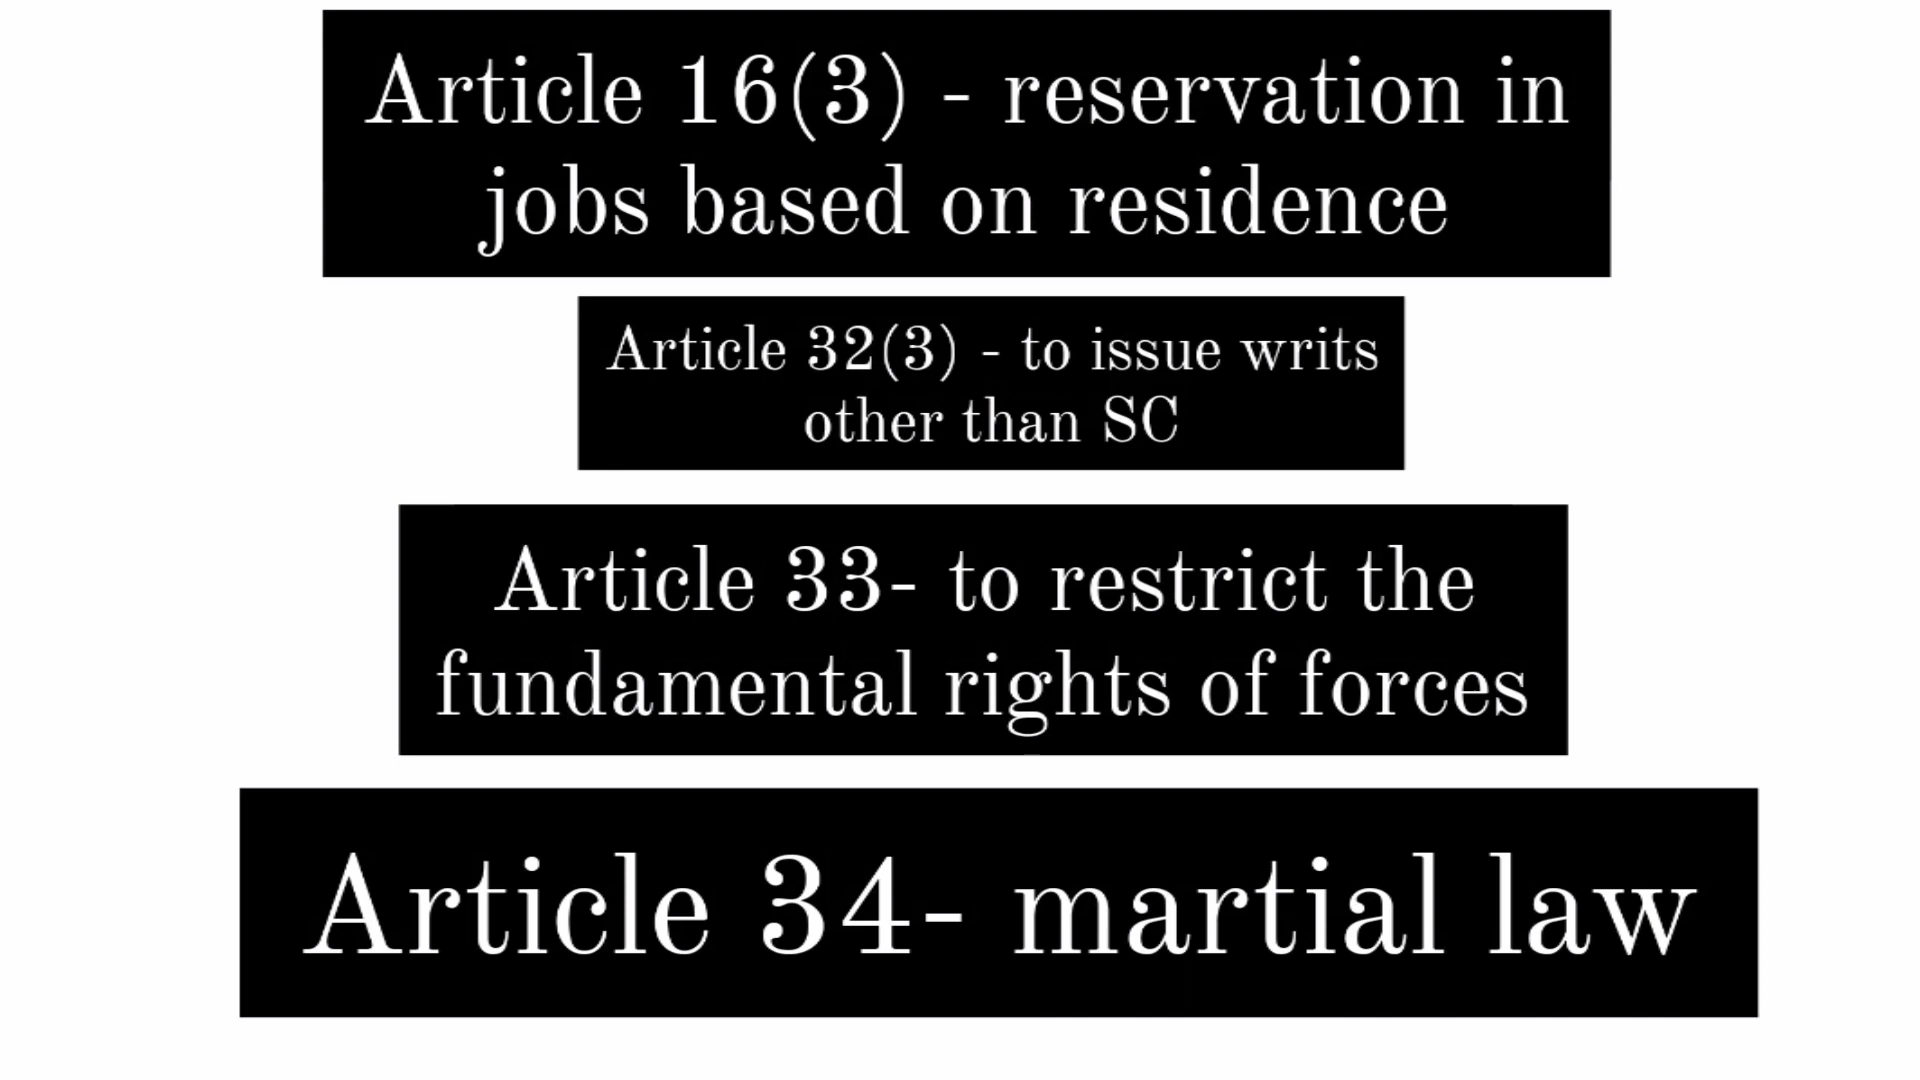 Article 16(3) - reservation in
jobs based on residence
Article 32(3) - to issue writs
other than SC
Article 33- to restrict the
fundamental rights of forces
Article 34- martial law